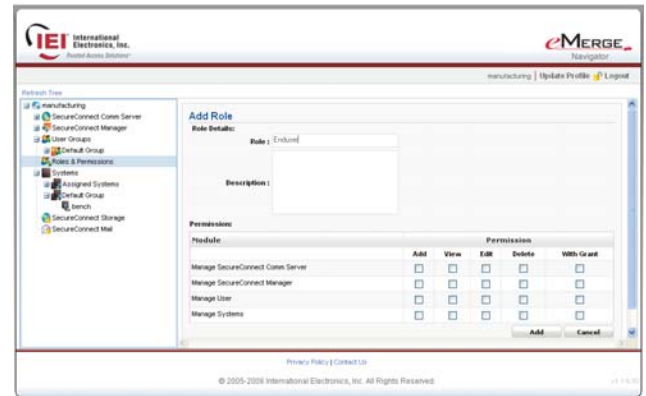 IEI International
Electronics, Inc.
Trusted Access Solutions
eMERGE
Navigator
manufacturing | Update Profile Logout
Refresh Tree
manufacturing
SecureConnect Comm Server
SecureConnect Manager
User Groups
Default Group
Roles & Permissions
Systems
Assigned Systems
Default Group
bench
SecureConnect Storage
SecureConnect Mail
Add Role
Role Details:
Role : Enduser
Description :
Permission:
Module Permission
Add View Edit Delete With Grant
Manage SecureConnect Comm Server
Manage SecureConnect Manager
Manage User
Manage Systems
Add Cancel
Privacy Policy | Contact Us
© 2005-2008 International Electronics, Inc. All Rights Reserved.